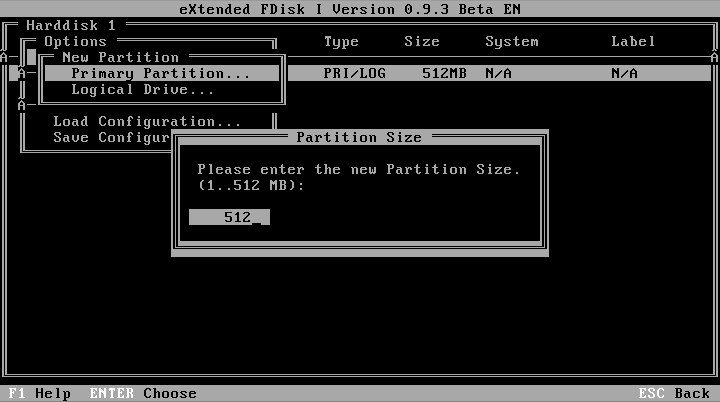 eXtended FDisk I Version 0.9.3 Beta EN
Harddisk 1
Options Type Size System Label
New Partition
Primary Partition... PRI/LOG 512MB N/A N/A
Logical Drive...
Load Configuration...
Save Configur
Partition Size
Please enter the new Partition Size.
(1..512 MB):
512_
F1 Help ENTER Choose ESC Back